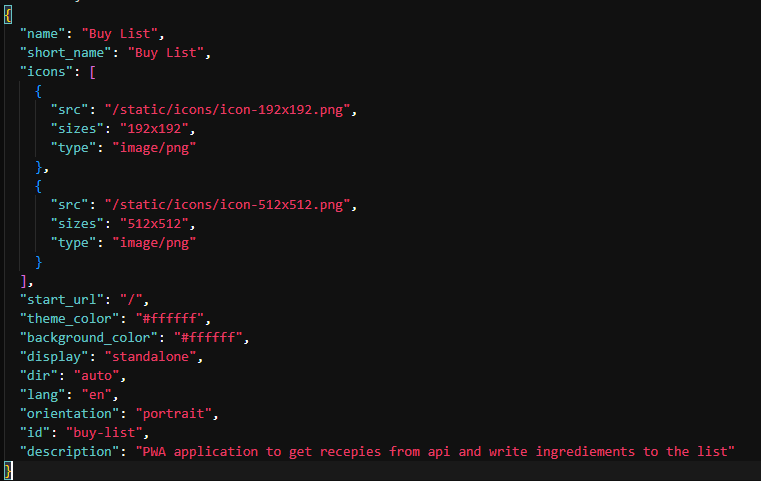 {
  "name": "Buy List",
  "short_name": "Buy List",
  "icons": [
    {
      "src": "/static/icons/icon-192x192.png",
      "sizes": "192x192",
      "type": "image/png"
    },
    {
      "src": "/static/icons/icon-512x512.png",
      "sizes": "512x512",
      "type": "image/png"
    }
  ],
  "start_url": "/",
  "theme_color": "#ffffff",
  "background_color": "#ffffff",
  "display": "standalone",
  "dir": "auto",
  "lang": "en",
  "orientation": "portrait",
  "id": "buy-list",
  "description": "PWA application to get recepies from api and write ingrediements to the list"
}